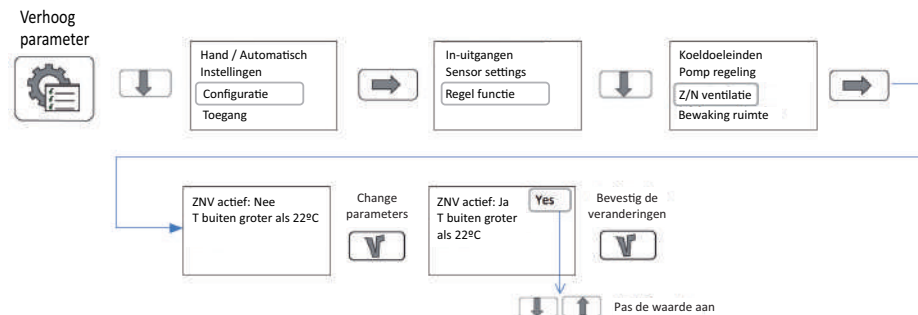 Verhoog
parameter
Hand / Automatisch
Instellingen
Configuratie
Toegang
In-uitgangen
Sensor settings
Regel functie
Koeldoeleinden
Pomp regeling
Z/N ventilatie
Bewaking ruimte
ZNV actief: Nee
T buiten groter als 22ºC
Change
parameters
ZNV actief: Ja
T buiten groter
als 22ºC
Yes
Bevestig de
veranderingen
Pas de waarde aan